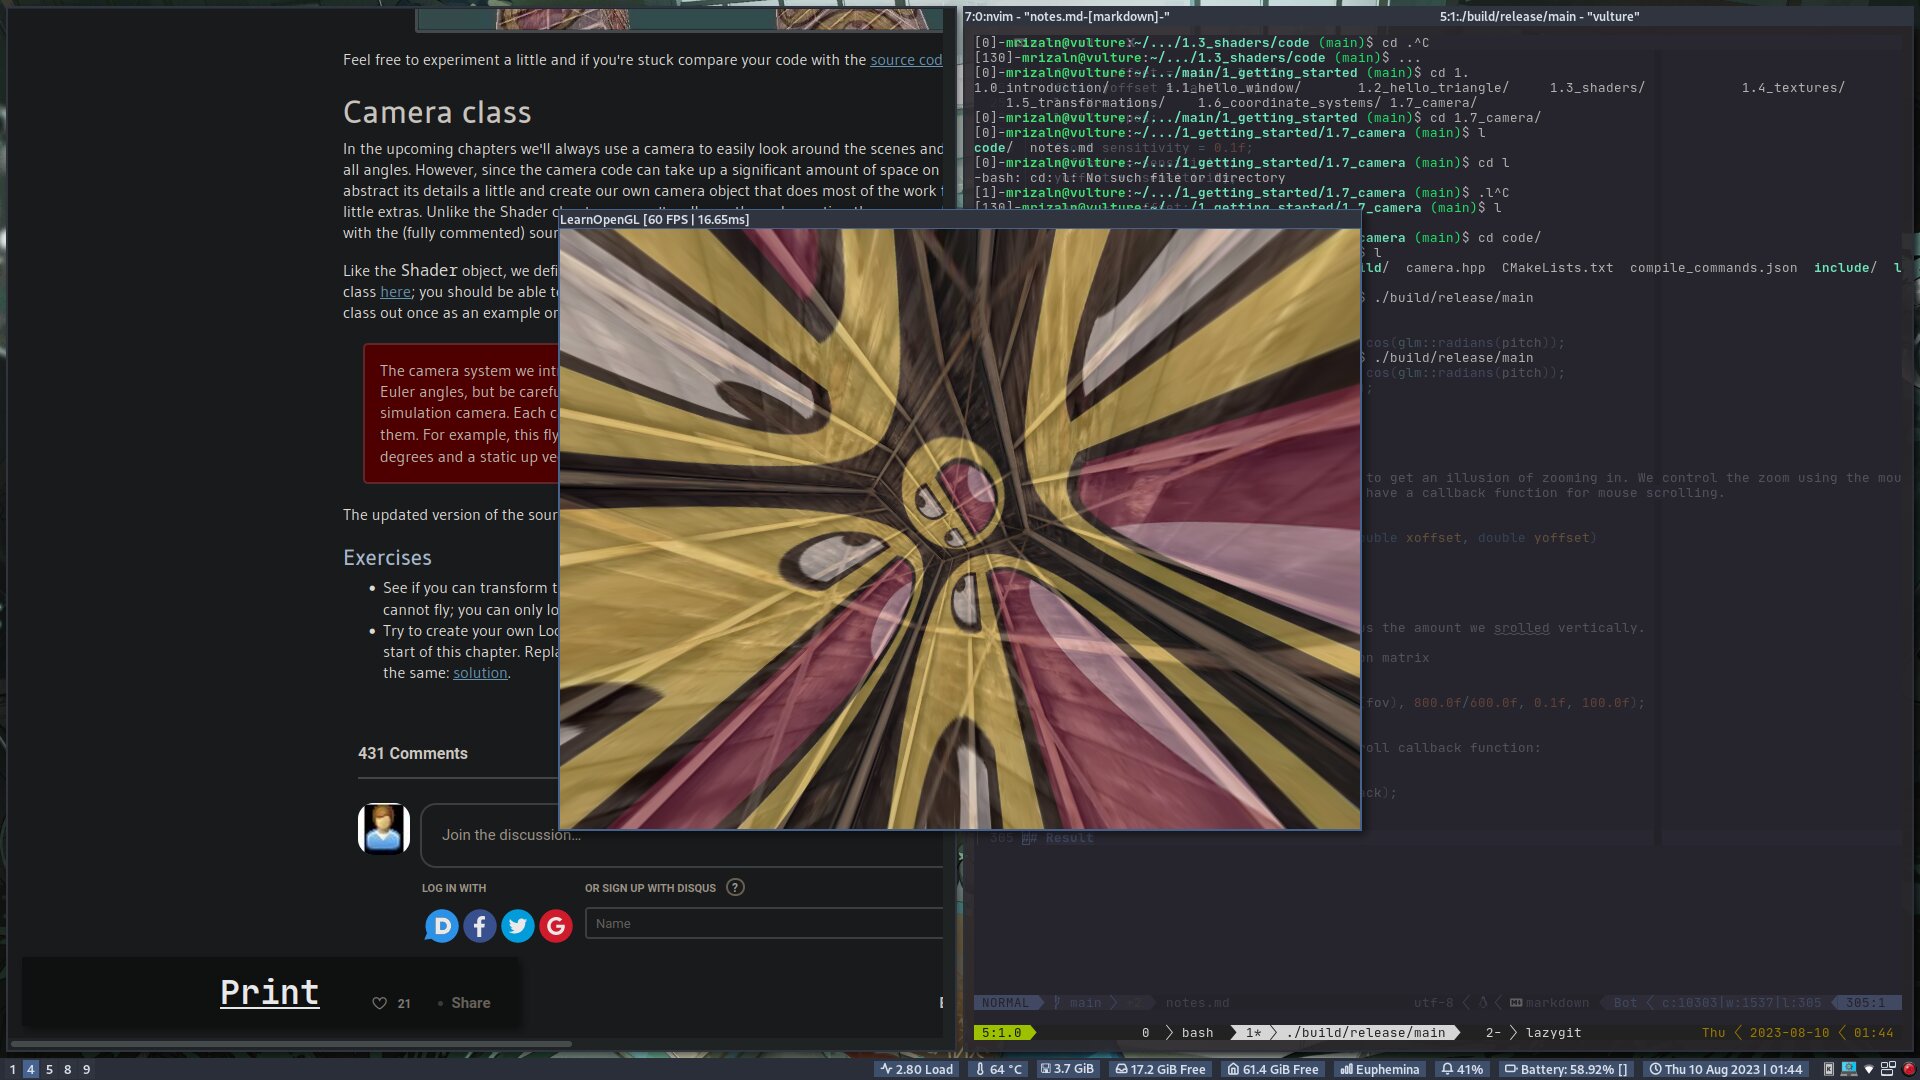 Feel free to experiment a little and if you're stuck compare your code with the source cod
Camera class
In the upcoming chapters we'll always use a camera to easily look around the scenes and
all angles. However, since the camera code can take up a significant amount of space on
abstract its details a little and create our own camera object that does most of the work
little extras. Unlike the Shader
with the (fully commented) sour
Like the Shader object, we defi
class here; you should be able to
class out once as an example or
The camera system we int
Euler angles, but be carefu
simulation camera. Each c
them. For example, this fly
degrees and a static up ve
The updated version of the sour
Exercises
• See if you can transform t
cannot fly; you can only lo
• Try to create your own Loo
start of this chapter. Repla
the same: solution.
431 Comments
Join the discussion...
LOG IN WITH
OR SIGN UP WITH DISQUS ?
Name
Print
21
• Share
LearnOpenGL [60 FPS | 16.65ms]
7:0:nvim - "notes.md-[markdown]-"
5:1:./build/release/main - "vulture"
[0]-mrizaln@vulture:~/.../1.3_shaders/code (main)$ cd .^C
[130]-mrizaln@vulture:~/.../1.3_shaders/code (main)$ ...
[0]-mrizaln@vulture:~/.../main/1_getting_started (main)$ cd 1.
1.0_introduction/ 1.1_hello_window/ 1.2_hello_triangle/ 1.3_shaders/ 1.4_textures/
1.5_transformations/ 1.6_coordinate_systems/ 1.7_camera/
[0]-mrizaln@vulture:~/.../main/1_getting_started (main)$ cd 1.7_camera/
[0]-mrizaln@vulture:~/.../1_getting_started/1.7_camera (main)$ l
code/ notes.md sensitivity = 0.1f;
[0]-mrizaln@vulture:~/.../1_getting_started/1.7_camera (main)$ cd l
-bash: cd: l: No such file or directory
[1]-mrizaln@vulture:~/.../1_getting_started/1.7_camera (main)$ .l^C
[130]-mrizaln@vulture:~/.../1_getting_started/1.7_camera (main)$ l
camera (main)$ cd code/
$ l
ld/ camera.hpp CMakeLists.txt compile_commands.json include/ l
$ ./build/release/main
cos(glm::radians(pitch));
$ ./build/release/main
cos(glm::radians(pitch));
;
to get an illusion of zooming in. We control the zoom using the mou
have a callback function for mouse scrolling.
uble xoffset, double yoffset)
s the amount we srolled vertically.
n matrix
fov), 800.0f/600.0f, 0.1f, 100.0f);
oll callback function:
ack);
305 ## Result
NORMAL main +2 notes.md utf-8 markdown Bot c:10303|w:1537|l:305 305:1
5:1.0 0 bash 1* ./build/release/main 2- lazygit Thu 2023-08-10 01:44
1 4 5 8 9 2.80 Load 64 °C 3.7 GiB 17.2 GiB Free 61.4 GiB Free Euphemina 41% Battery: 58.92% [] Thu 10 Aug 2023 | 01:44